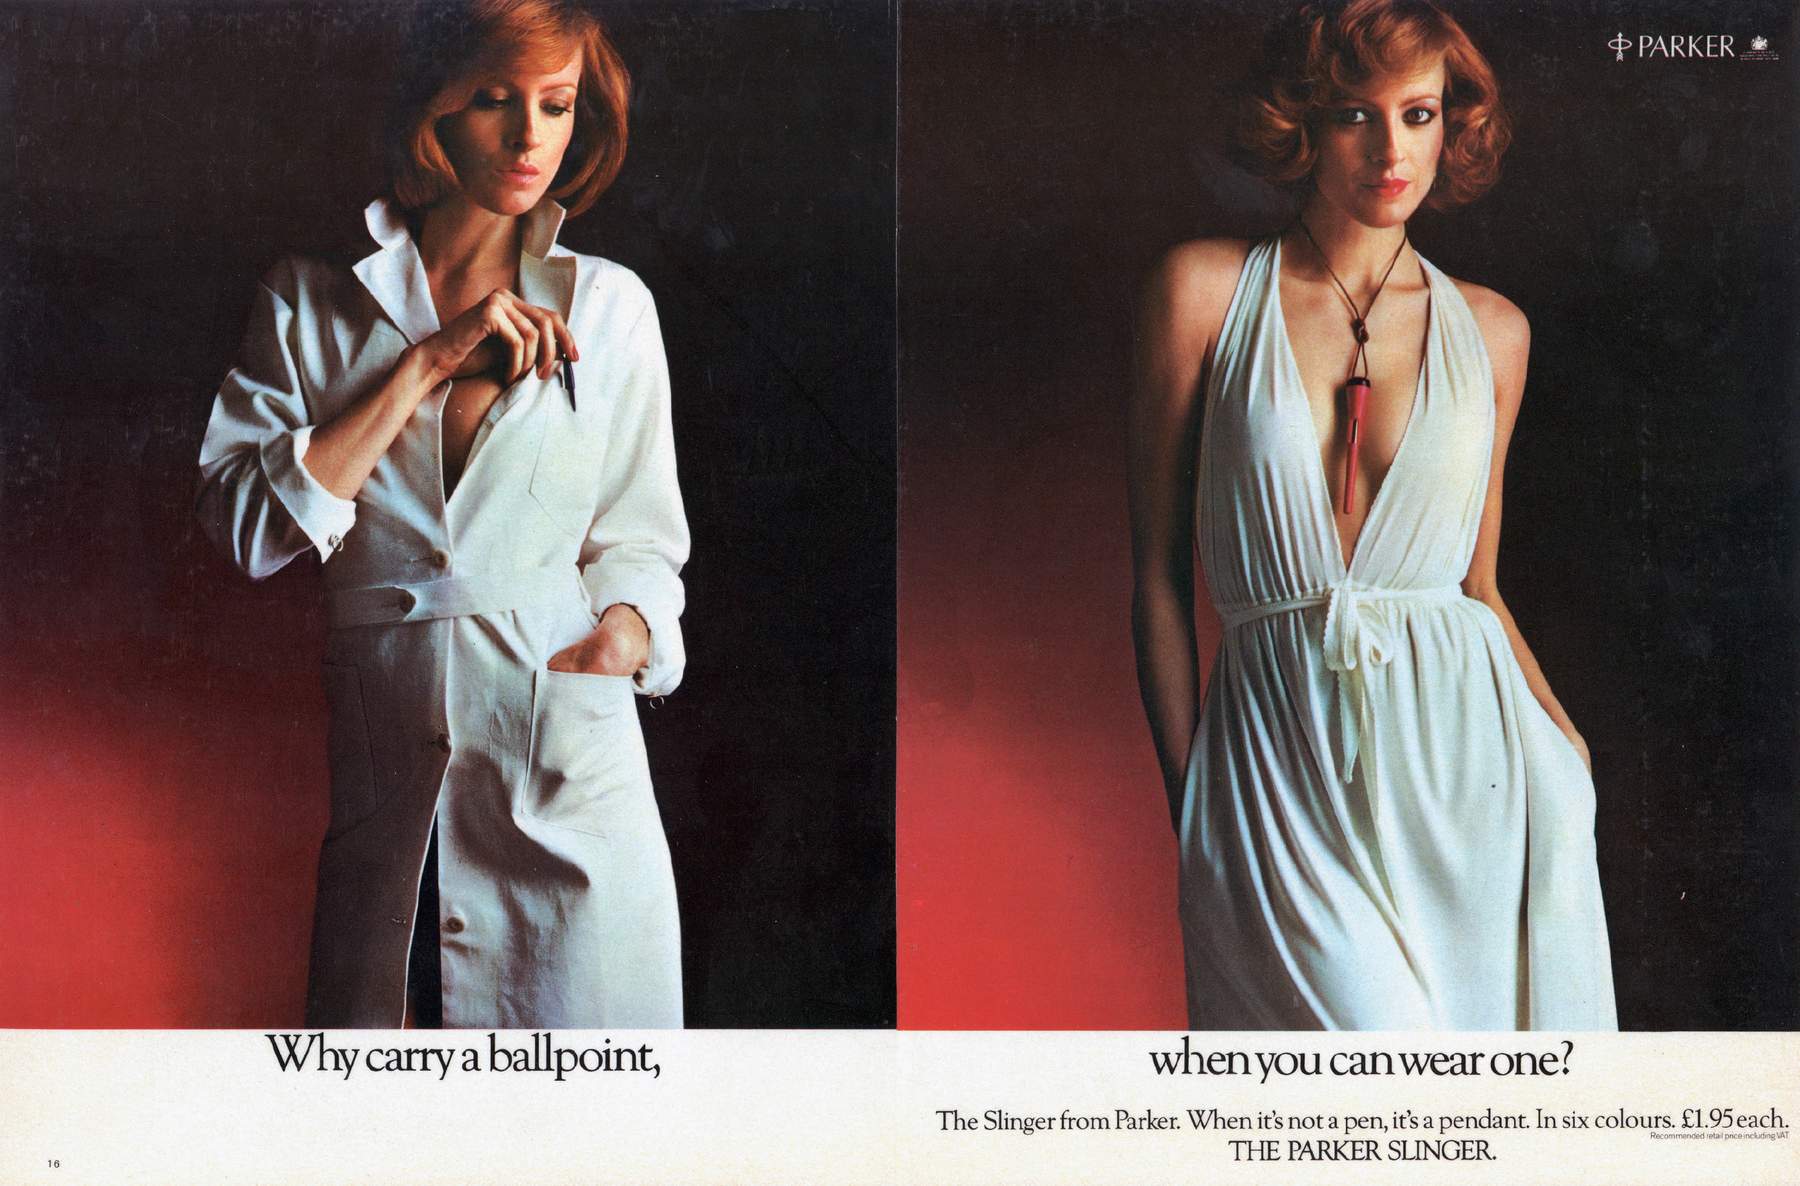 PARKER
Why carry a ballpoint,
when you can wear one?
The Slinger from Parker. When it's not a pen, it's a pendant. In six colours. £1.95 each.
Recommended retail price including VAT
THE PARKER SLINGER.
16